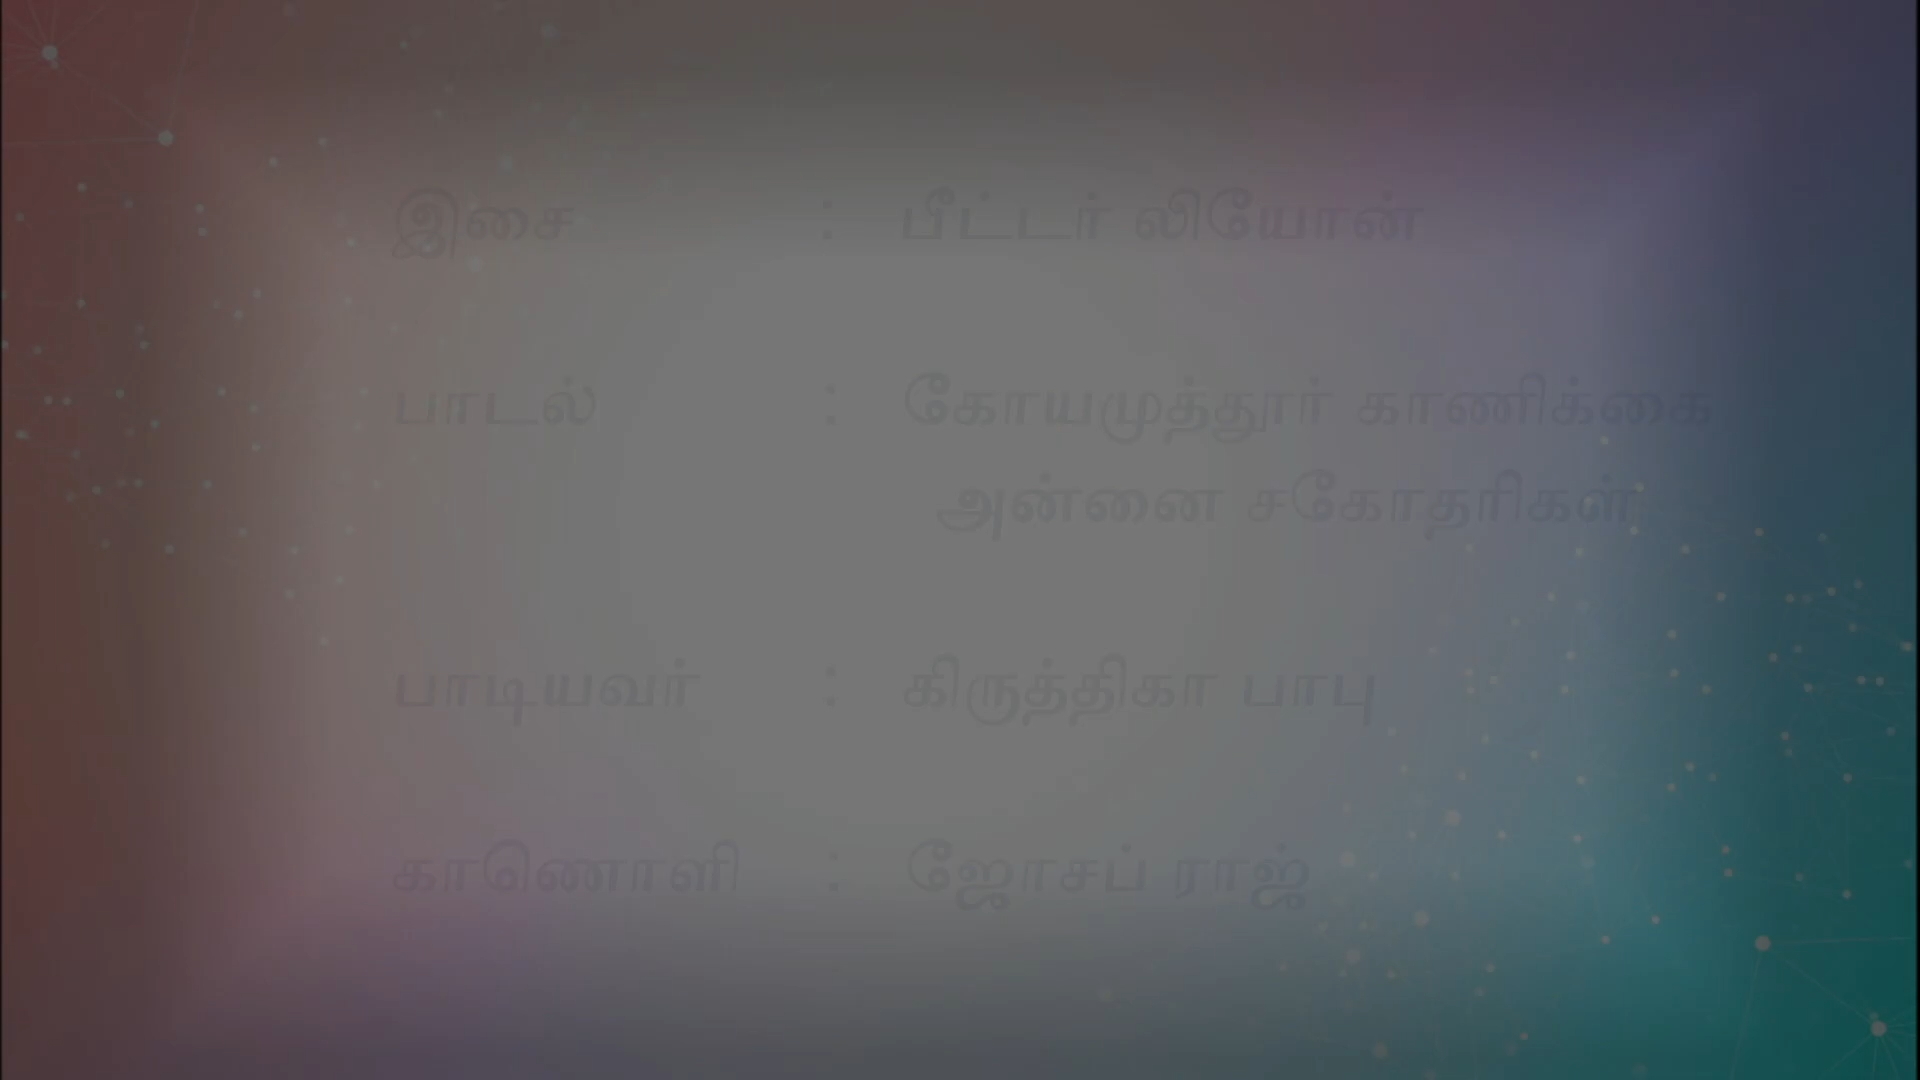 இசை : பீட்டர் லியோன்
பாடல் : கோயமுத்தூர் காணிக்கை
அன்னை சகோதரிகள்
பாடியவர் : கிருத்திகா பாபு
காணொளி : ஜோசப் ராஜ்